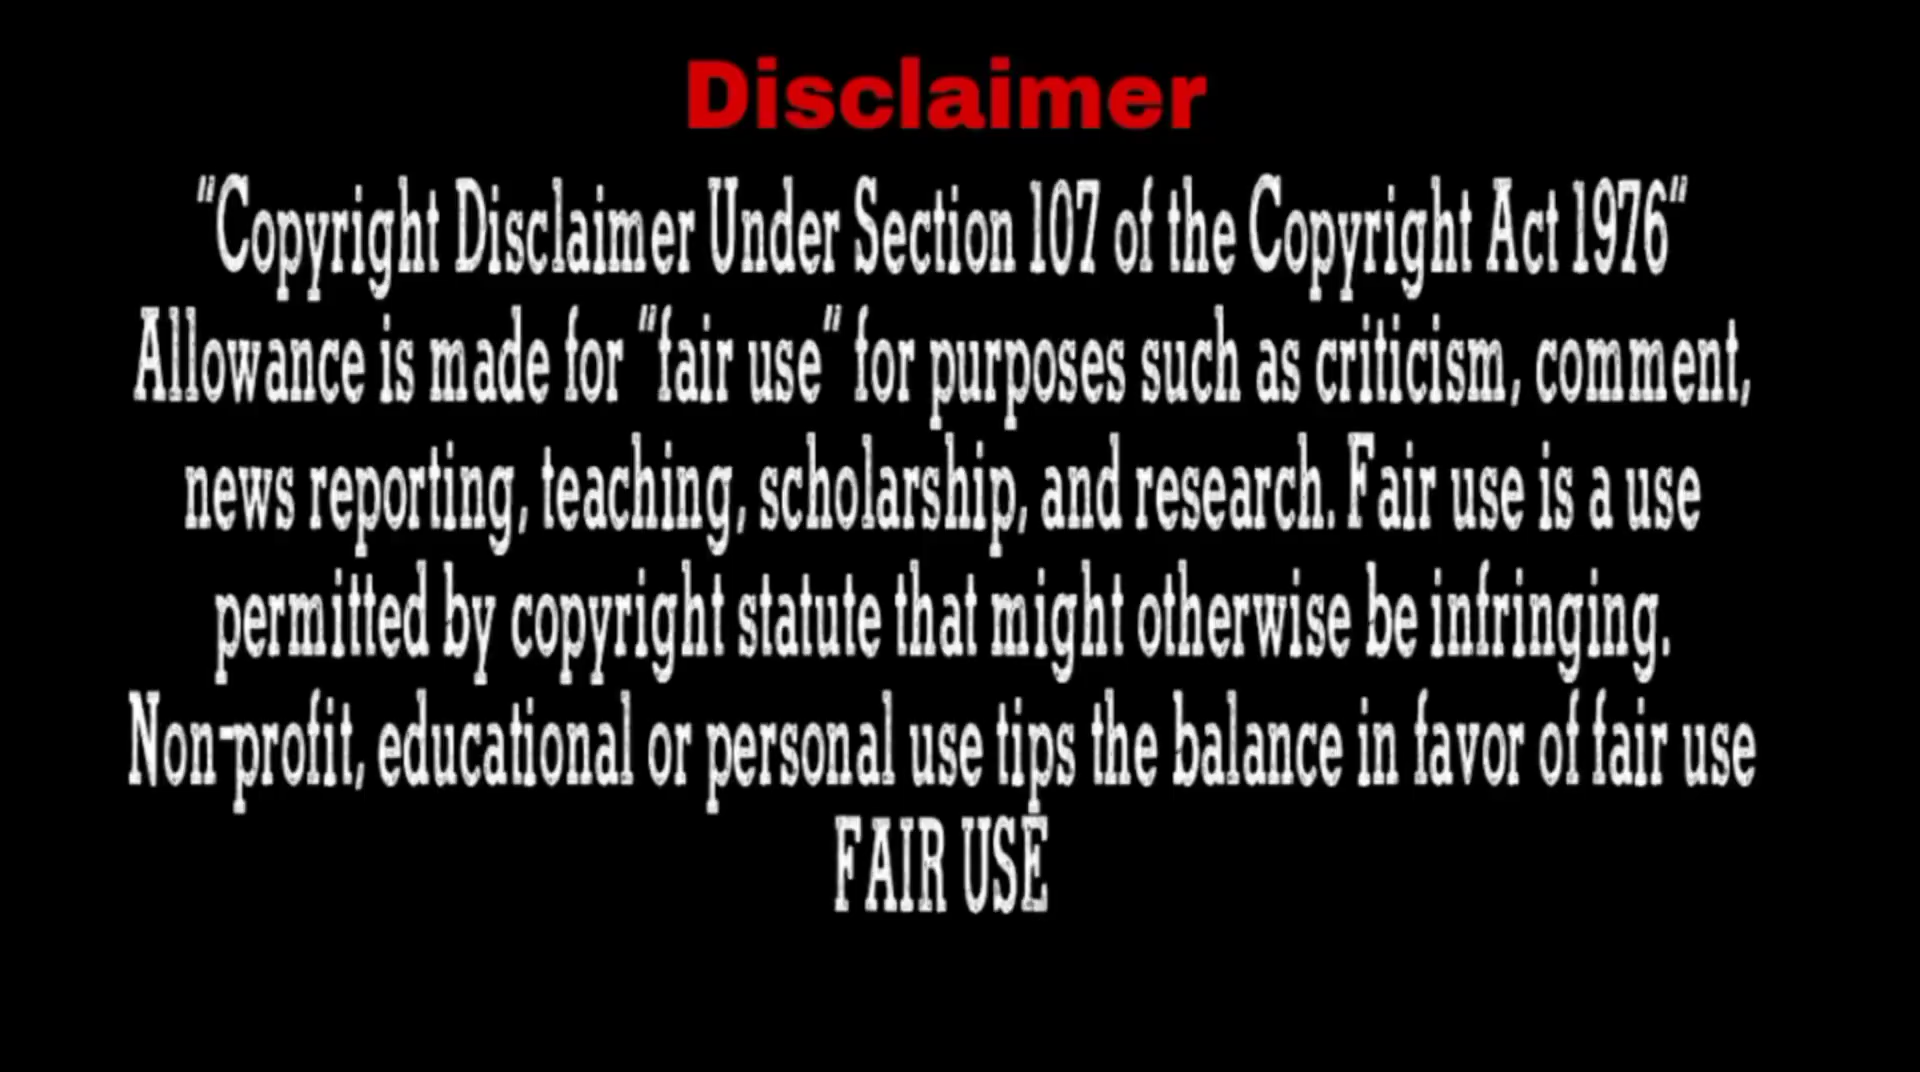 Disclaimer
"Copyright Disclaimer Under Section 107 of the Copyright Act 1976"
Allowance is made for "fair use" for purposes such as criticism, comment,
news reporting, teaching, scholarship, and research. Fair use is a use
permitted by copyright statute that might otherwise be infringing.
Non-profit, educational or personal use tips the balance in favor of fair use
FAIR USE